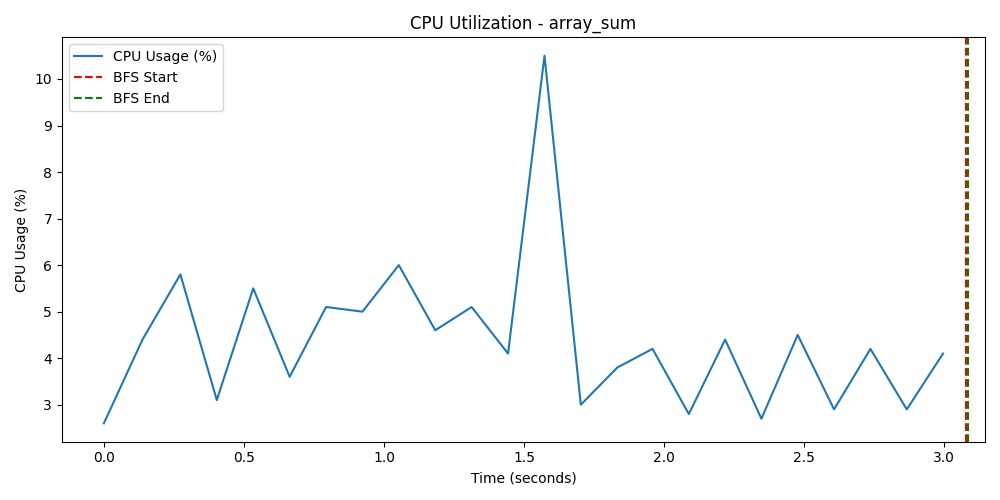 CPU Utilization - array_sum
CPU Usage (%)
BFS Start
BFS End
CPU Usage (%)
10
9
8
7
6
5
4
3
0.0 0.5 1.0 1.5 2.0 2.5 3.0
Time (seconds)